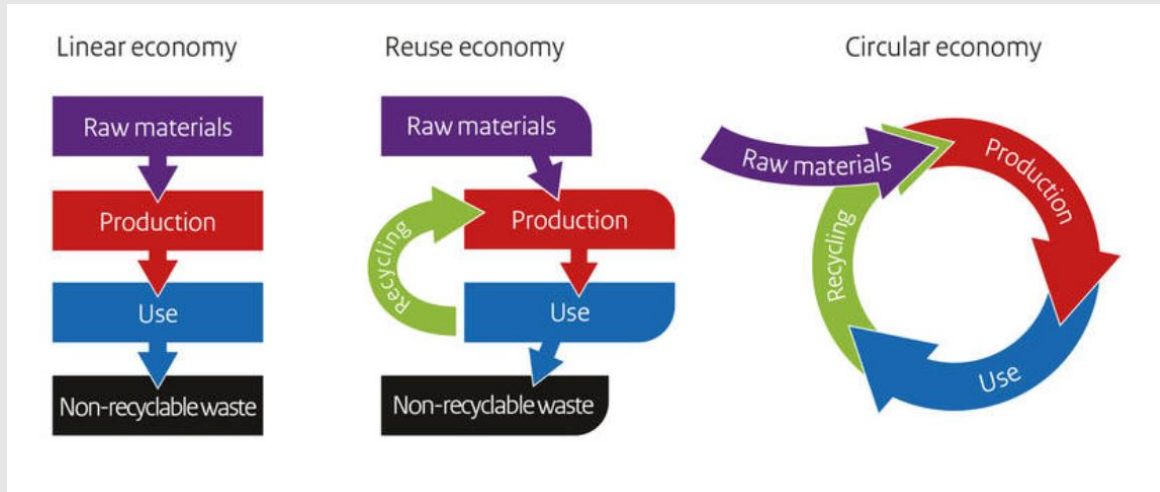 Linear economy
Raw materials
Production
Use
Non-recyclable waste
Reuse economy
Raw materials
Production
Recycling
Use
Non-recyclable waste
Circular economy
Raw materials
Production
Recycling
Use